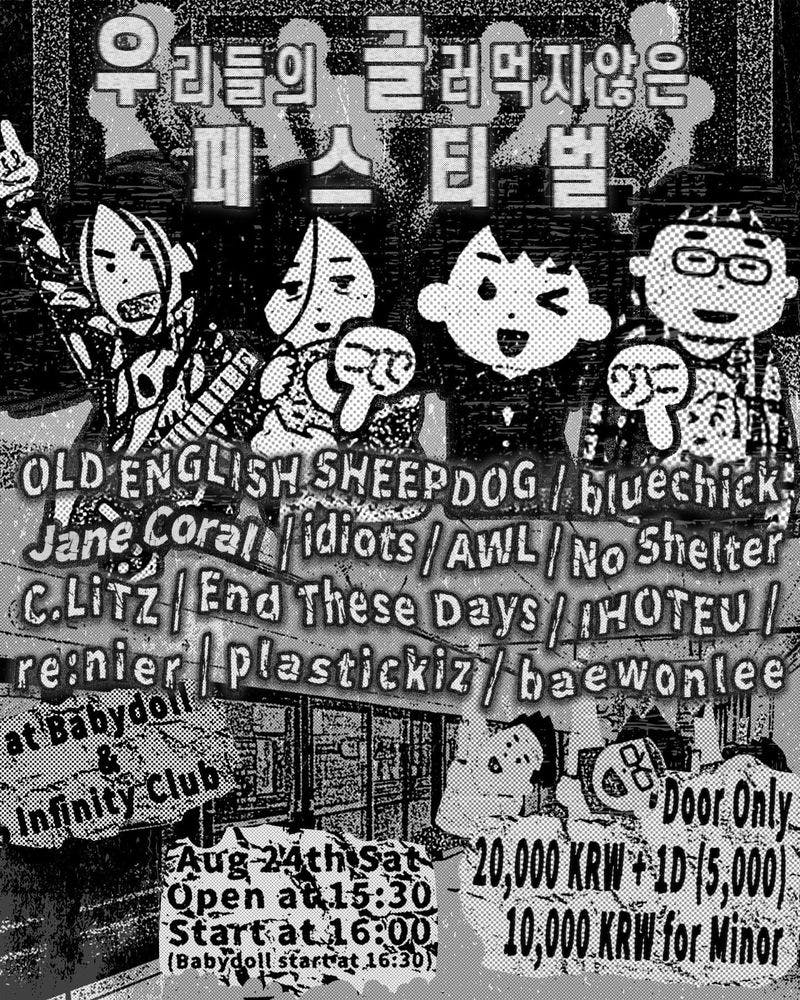 우리들의 글러먹지않은
페스티벌
OLD ENGLISH SHEEPDOG / bluechick
Jane Coral / idiots / AWL / No Shelter
C.LiTZ / End These Days / IHOTEU /
re:nier / plastickiz / baewonlee
at Babydoll
&
Infinity Club
Door Only
20,000 KRW + 1D (5,000)
10,000 KRW for Minor
Aug 24th Sat
Open at 15:30
Start at 16:00
(Babydoll start at 16:30)